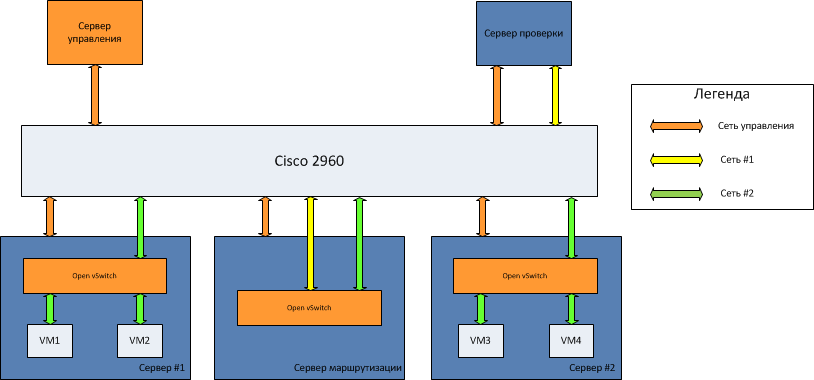 Сервер
управления
Сервер проверки
Легенда
Сеть управления
Сеть #1
Сеть #2
Cisco 2960
Open vSwitch
VM1
VM2
Сервер #1
Open vSwitch
Сервер маршрутизации
Open vSwitch
VM3
VM4
Сервер #2